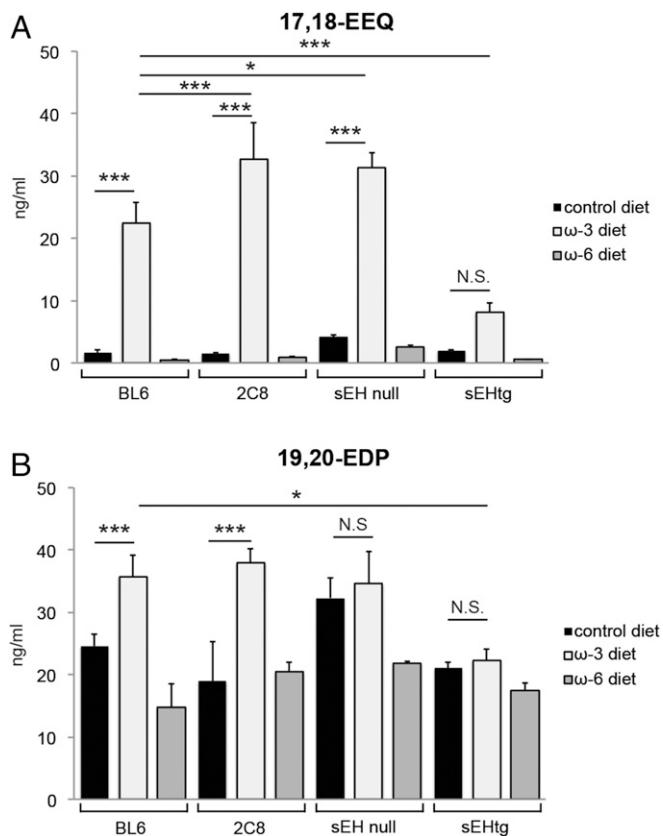 A
17,18-EEQ
***
*
***
***
***
***
N.S.
50
40
30
20
10
0
ng/ml
control diet
ω-3 diet
ω-6 diet
BL6
2C8
sEH null
sEHtg
B
19,20-EDP
*
***
***
N.S
N.S.
50
40
30
20
10
0
ng/ml
control diet
ω-3 diet
ω-6 diet
BL6
2C8
sEH null
sEHtg